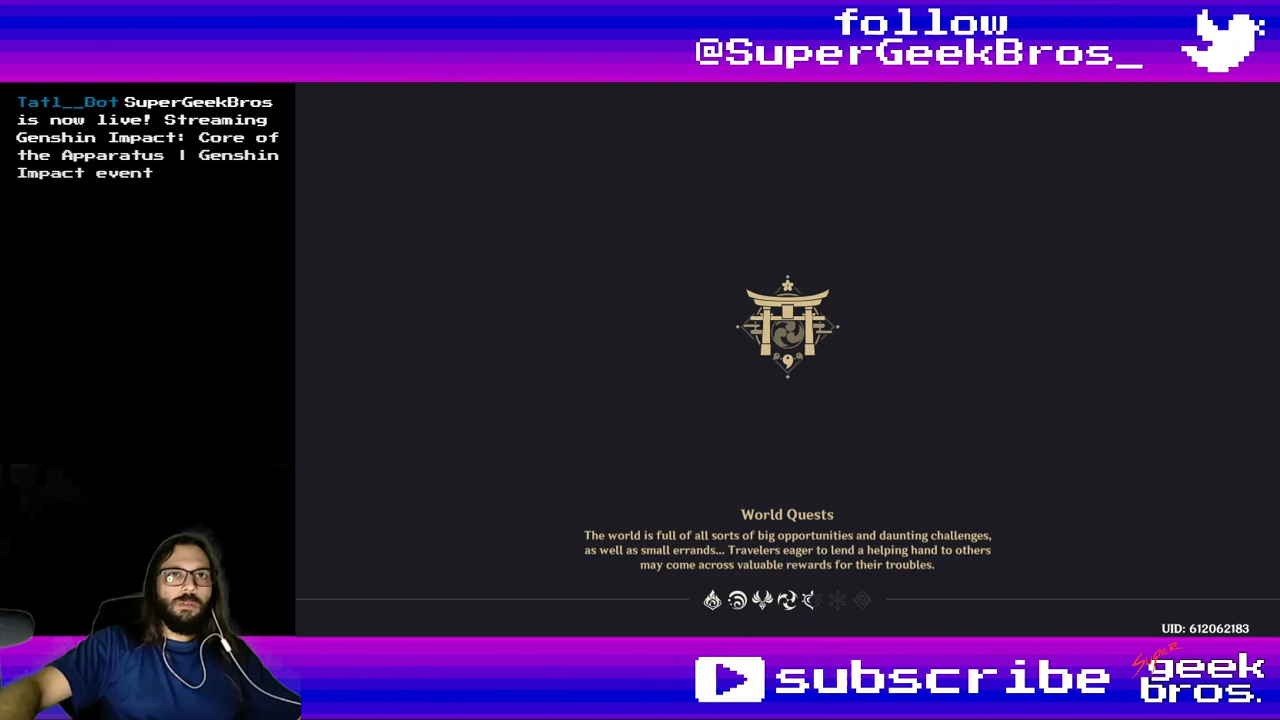 follow
@SuperGeekBros_
Tatl__Bot SuperGeekBros
is now live! Streaming
Genshin Impact: Core of
the Apparatus | Genshin
Impact event
World Quests
The world is full of all sorts of big opportunities and daunting challenges,
as well as small errands... Travelers eager to lend a helping hand to others
may come across valuable rewards for their troubles.
UID: 612062183
subscribe
SUPER
geek
bros.